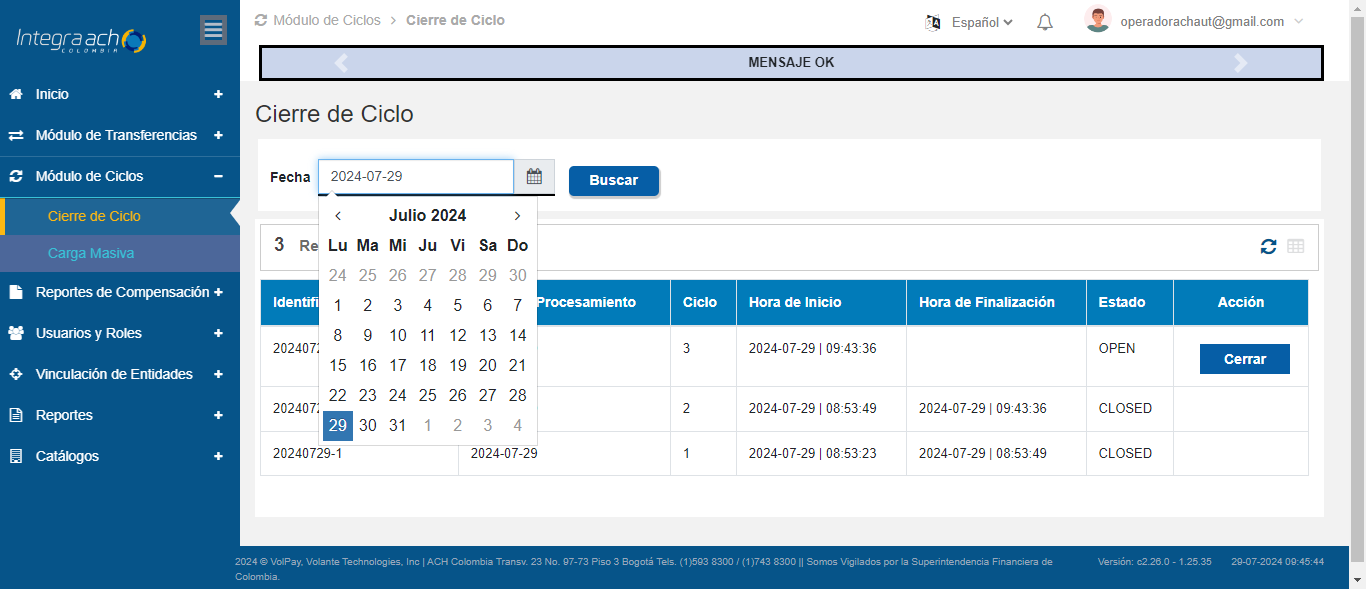 Integra ach
COLOMBIA
Módulo de Ciclos > Cierre de Ciclo
Español
operadorachaut@gmail.com
MENSAJE OK
Inicio +
Módulo de Transferencias +
Módulo de Ciclos −
Cierre de Ciclo
Carga Masiva
Reportes de Compensación +
Usuarios y Roles +
Vinculación de Entidades +
Reportes +
Catálogos +
Cierre de Ciclo
Fecha 2024-07-29 Buscar
‹ Julio 2024 ›
Lu Ma Mi Ju Vi Sa Do
24 25 26 27 28 29 30
1 2 3 4 5 6 7
8 9 10 11 12 13 14
15 16 17 18 19 20 21
22 23 24 25 26 27 28
29 30 31 1 2 3 4
3 Re
Identifi Procesamiento Ciclo Hora de Inicio Hora de Finalización Estado Acción
2024072 3 2024-07-29 | 09:43:36 OPEN Cerrar
2024072 2 2024-07-29 | 08:53:49 2024-07-29 | 09:43:36 CLOSED
20240729-1 2024-07-29 1 2024-07-29 | 08:53:23 2024-07-29 | 08:53:49 CLOSED
2024 © VolPay, Volante Technologies, Inc | ACH Colombia Transv. 23 No. 97-73 Piso 3 Bogotá Tels. (1)593 8300 / (1)743 8300 || Somos Vigilados por la Superintendencia Financiera de
Colombia.
Versión: c2.26.0 - 1.25.35 29-07-2024 09:45:44